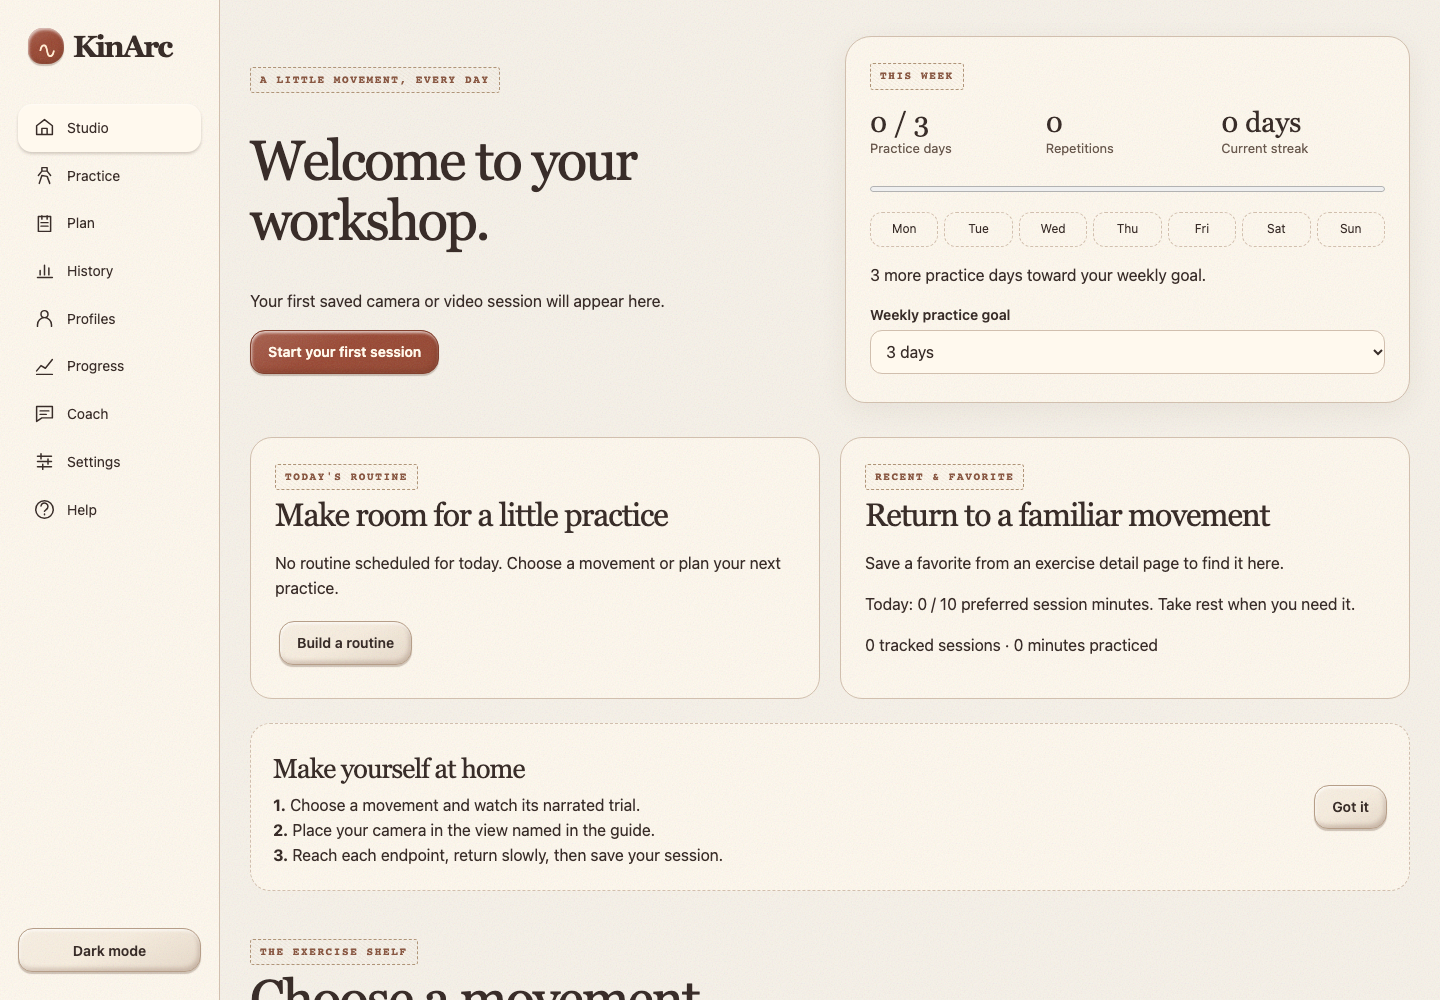 KinArc
Studio
Practice
Plan
History
Profiles
Progress
Coach
Settings
Help
Dark mode
A LITTLE MOVEMENT, EVERY DAY
Welcome to your
workshop.
Your first saved camera or video session will appear here.
Start your first session
THIS WEEK
0 / 3
Practice days
0
Repetitions
0 days
Current streak
Mon Tue Wed Thu Fri Sat Sun
3 more practice days toward your weekly goal.
Weekly practice goal
3 days
TODAY'S ROUTINE
Make room for a little practice
No routine scheduled for today. Choose a movement or plan your next
practice.
Build a routine
RECENT & FAVORITE
Return to a familiar movement
Save a favorite from an exercise detail page to find it here.
Today: 0 / 10 preferred session minutes. Take rest when you need it.
0 tracked sessions · 0 minutes practiced
Make yourself at home
1. Choose a movement and watch its narrated trial.
2. Place your camera in the view named in the guide.
3. Reach each endpoint, return slowly, then save your session.
Got it
THE EXERCISE SHELF
Choose a movement